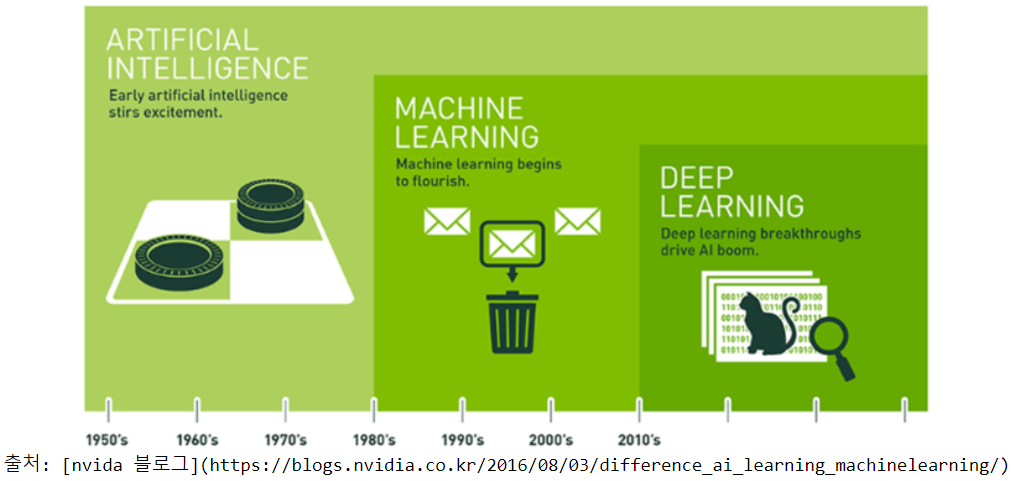 ARTIFICIAL
INTELLIGENCE
Early artificial intelligence
stirs excitement.
MACHINE
LEARNING
Machine learning begins
to flourish.
DEEP
LEARNING
Deep learning breakthroughs
drive AI boom.
1950's 1960's 1970's 1980's 1990's 2000's 2010's
출처: [nvida 블로그](https://blogs.nvidia.co.kr/2016/08/03/difference_ai_learning_machinelearning/)